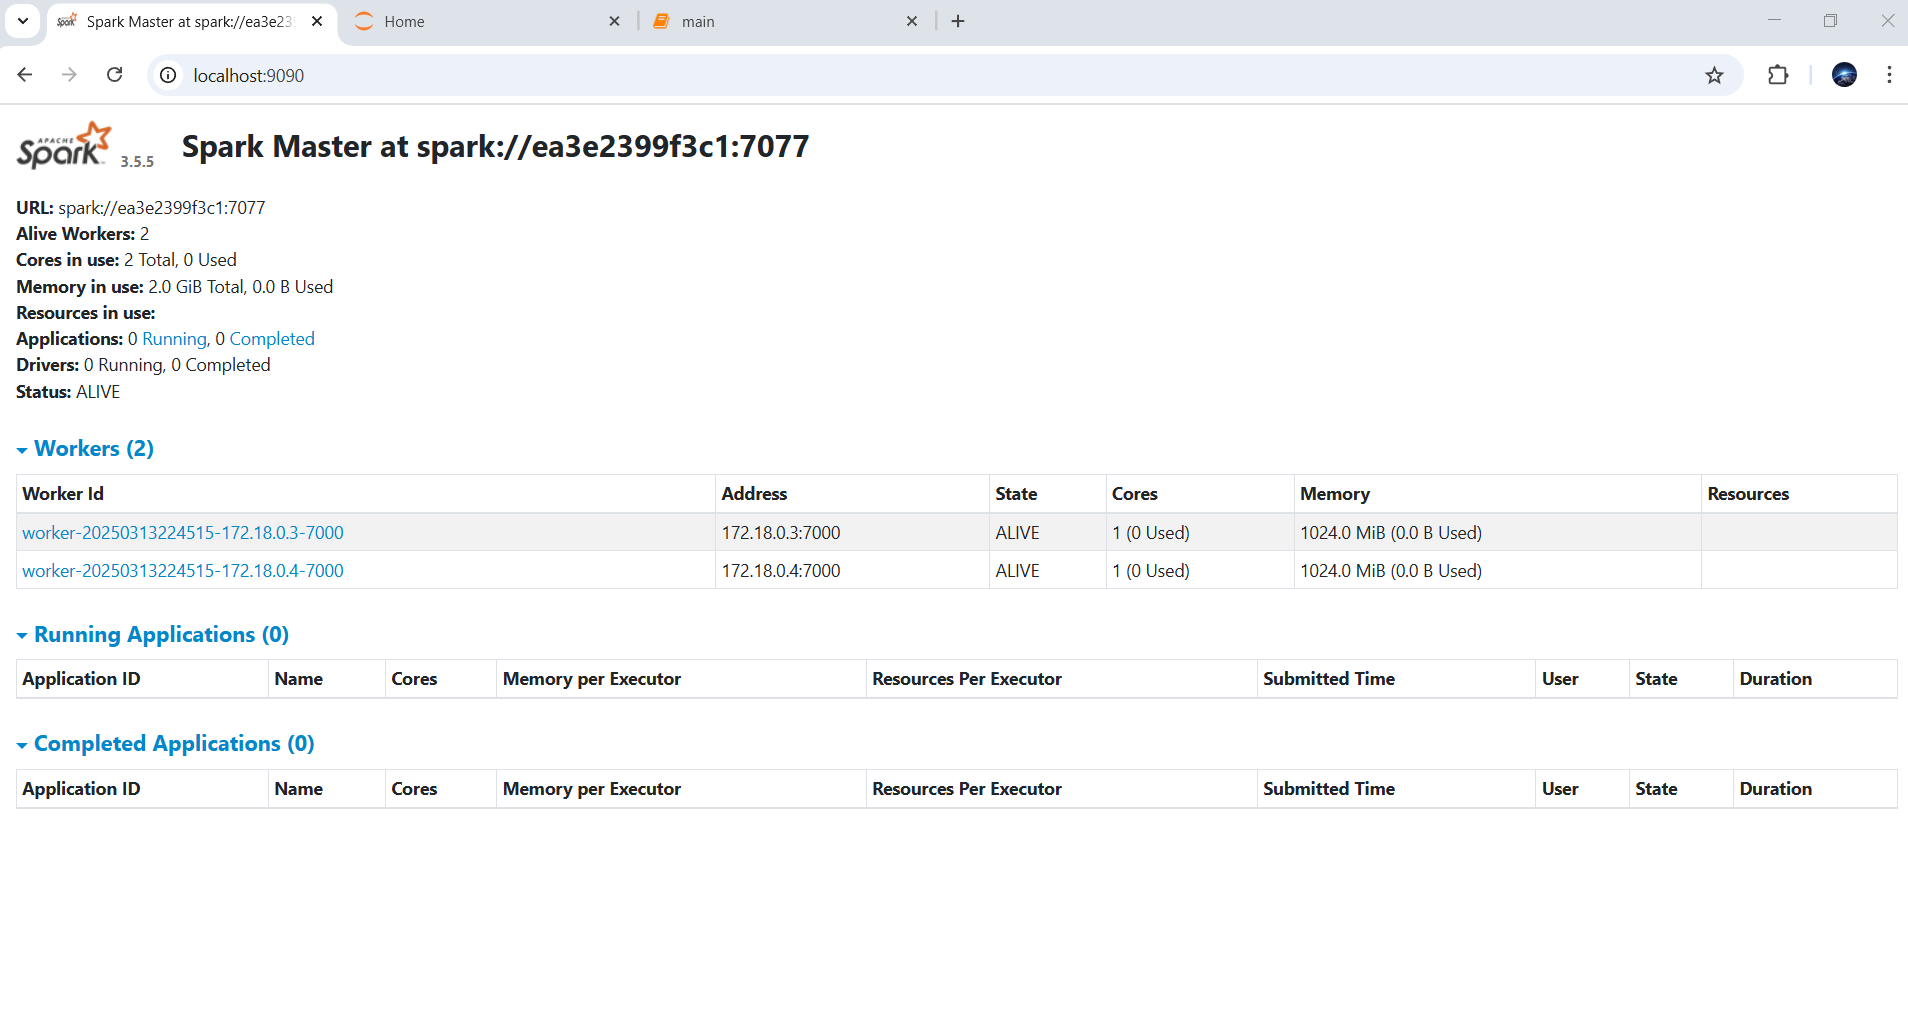 Spark Master at spark://ea3e239
Home
main
localhost:9090
APACHE
Spark 3.5.5
Spark Master at spark://ea3e2399f3c1:7077
URL: spark://ea3e2399f3c1:7077
Alive Workers: 2
Cores in use: 2 Total, 0 Used
Memory in use: 2.0 GiB Total, 0.0 B Used
Resources in use:
Applications: 0 Running, 0 Completed
Drivers: 0 Running, 0 Completed
Status: ALIVE
Workers (2)
Worker Id Address State Cores Memory Resources
worker-20250313224515-172.18.0.3-7000 172.18.0.3:7000 ALIVE 1 (0 Used) 1024.0 MiB (0.0 B Used)
worker-20250313224515-172.18.0.4-7000 172.18.0.4:7000 ALIVE 1 (0 Used) 1024.0 MiB (0.0 B Used)
Running Applications (0)
Application ID Name Cores Memory per Executor Resources Per Executor Submitted Time User State Duration
Completed Applications (0)
Application ID Name Cores Memory per Executor Resources Per Executor Submitted Time User State Duration